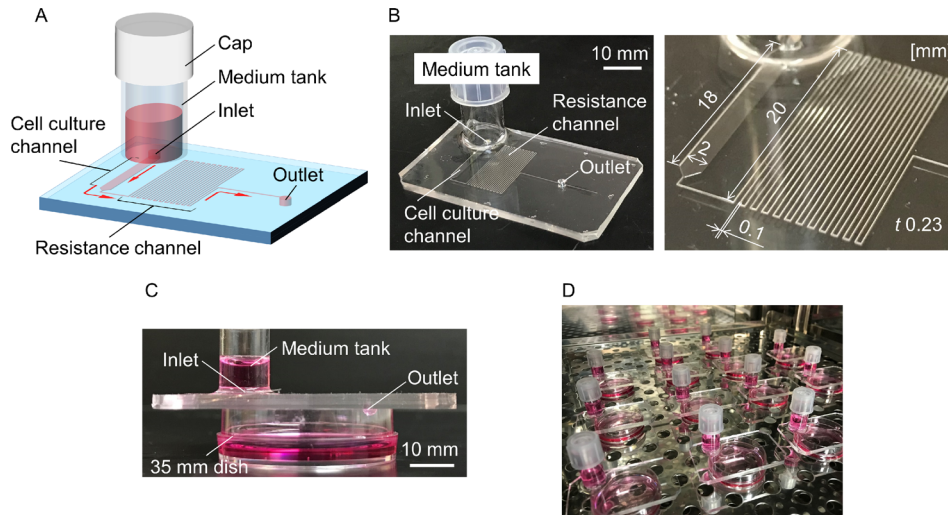 A
Cap
Medium tank
Inlet
Cell culture
channel
Outlet
Resistance channel
B
10 mm
Medium tank
Resistance
channel
Inlet
Outlet
Cell culture
channel
[mm
18
20
2
0.1
t 0.23
C
Medium tank
Inlet
Outlet
35 mm dish
10 mm
D